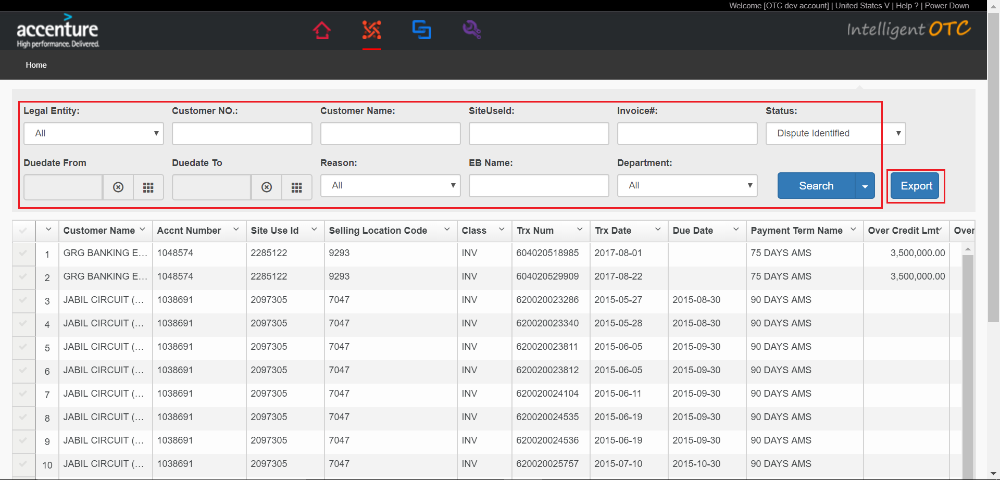 Welcome [OTC dev account] | United States V | Help ? | Power Down
accenture
High performance. Delivered.
Intelligent OTC
Home
Legal Entity: Customer NO.: Customer Name: SiteUseId: Invoice#: Status:
All Dispute Identified
Duedate From Duedate To Reason: EB Name: Department:
All All Search Export
Customer Name Accnt Number Site Use Id Selling Location Code Class Trx Num Trx Date Due Date Payment Term Name Over Credit Lmt Over
1 GRG BANKING E... 1048574 2285122 9293 INV 604020518985 2017-08-01 75 DAYS AMS 3,500,000.00
2 GRG BANKING E... 1048574 2285122 9293 INV 604020529909 2017-08-22 75 DAYS AMS 3,500,000.00
3 JABIL CIRCUIT (... 1038691 2097305 7047 INV 620020023286 2015-05-27 2015-08-30 90 DAYS AMS
4 JABIL CIRCUIT (... 1038691 2097305 7047 INV 620020023340 2015-05-28 2015-08-30 90 DAYS AMS
5 JABIL CIRCUIT (... 1038691 2097305 7047 INV 620020023811 2015-06-05 2015-09-30 90 DAYS AMS
6 JABIL CIRCUIT (... 1038691 2097305 7047 INV 620020023812 2015-06-05 2015-09-30 90 DAYS AMS
7 JABIL CIRCUIT (... 1038691 2097305 7047 INV 620020024104 2015-06-11 2015-09-30 90 DAYS AMS
8 JABIL CIRCUIT (... 1038691 2097305 7047 INV 620020024535 2015-06-19 2015-09-30 90 DAYS AMS
9 JABIL CIRCUIT (... 1038691 2097305 7047 INV 620020024536 2015-06-19 2015-09-30 90 DAYS AMS
10 JABIL CIRCUIT (... 1038691 2097305 7047 INV 620020025757 2015-07-10 2015-10-30 90 DAYS AMS